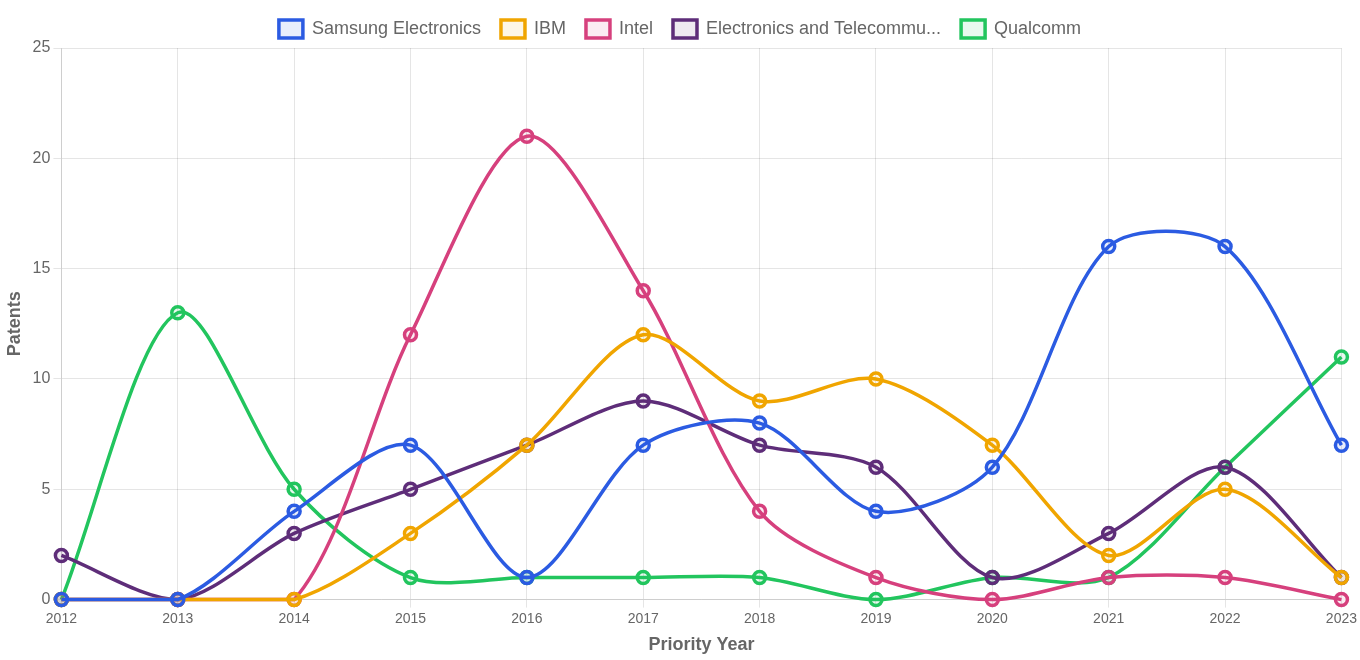 Samsung Electronics IBM Intel Electronics and Telecommu... Qualcomm
25
20
15
10
5
0
Patents
2012 2013 2014 2015 2016 2017 2018 2019 2020 2021 2022 2023
Priority Year